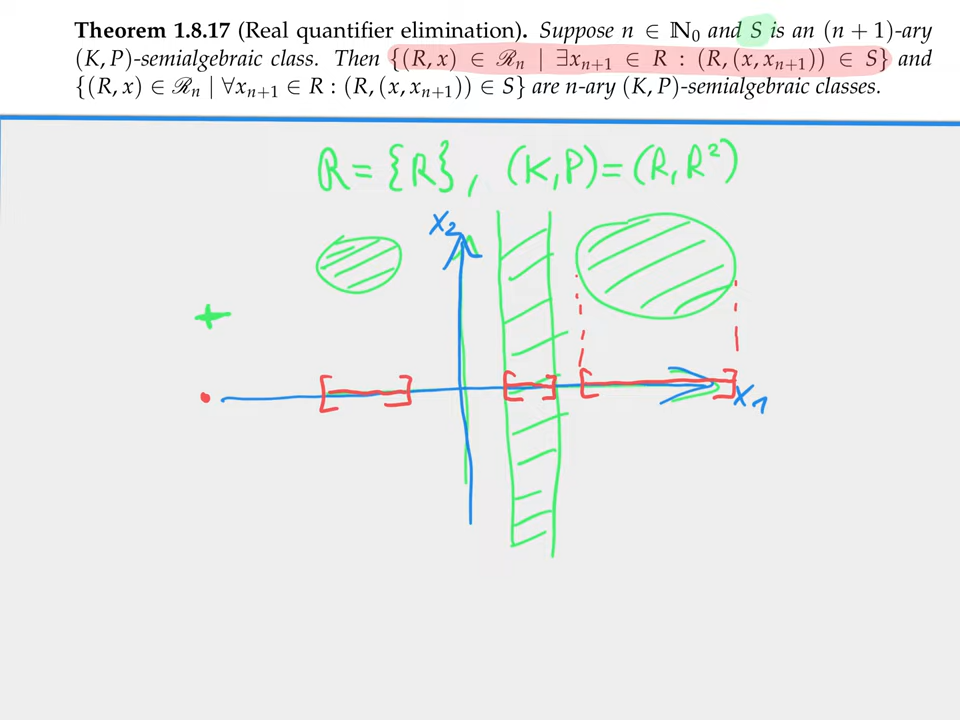 Theorem 1.8.17 (Real quantifier elimination). Suppose n ∈ ℕ₀ and S is an (n + 1)-ary
(K, P)-semialgebraic class. Then {(R, x) ∈ ℛₙ | ∃xₙ₊₁ ∈ R : (R, (x, xₙ₊₁)) ∈ S} and
{(R, x) ∈ ℛₙ | ∀xₙ₊₁ ∈ R : (R, (x, xₙ₊₁)) ∈ S} are n-ary (K, P)-semialgebraic classes.
R = {R}, (K,P) = (R, R²)
x₂
x₁